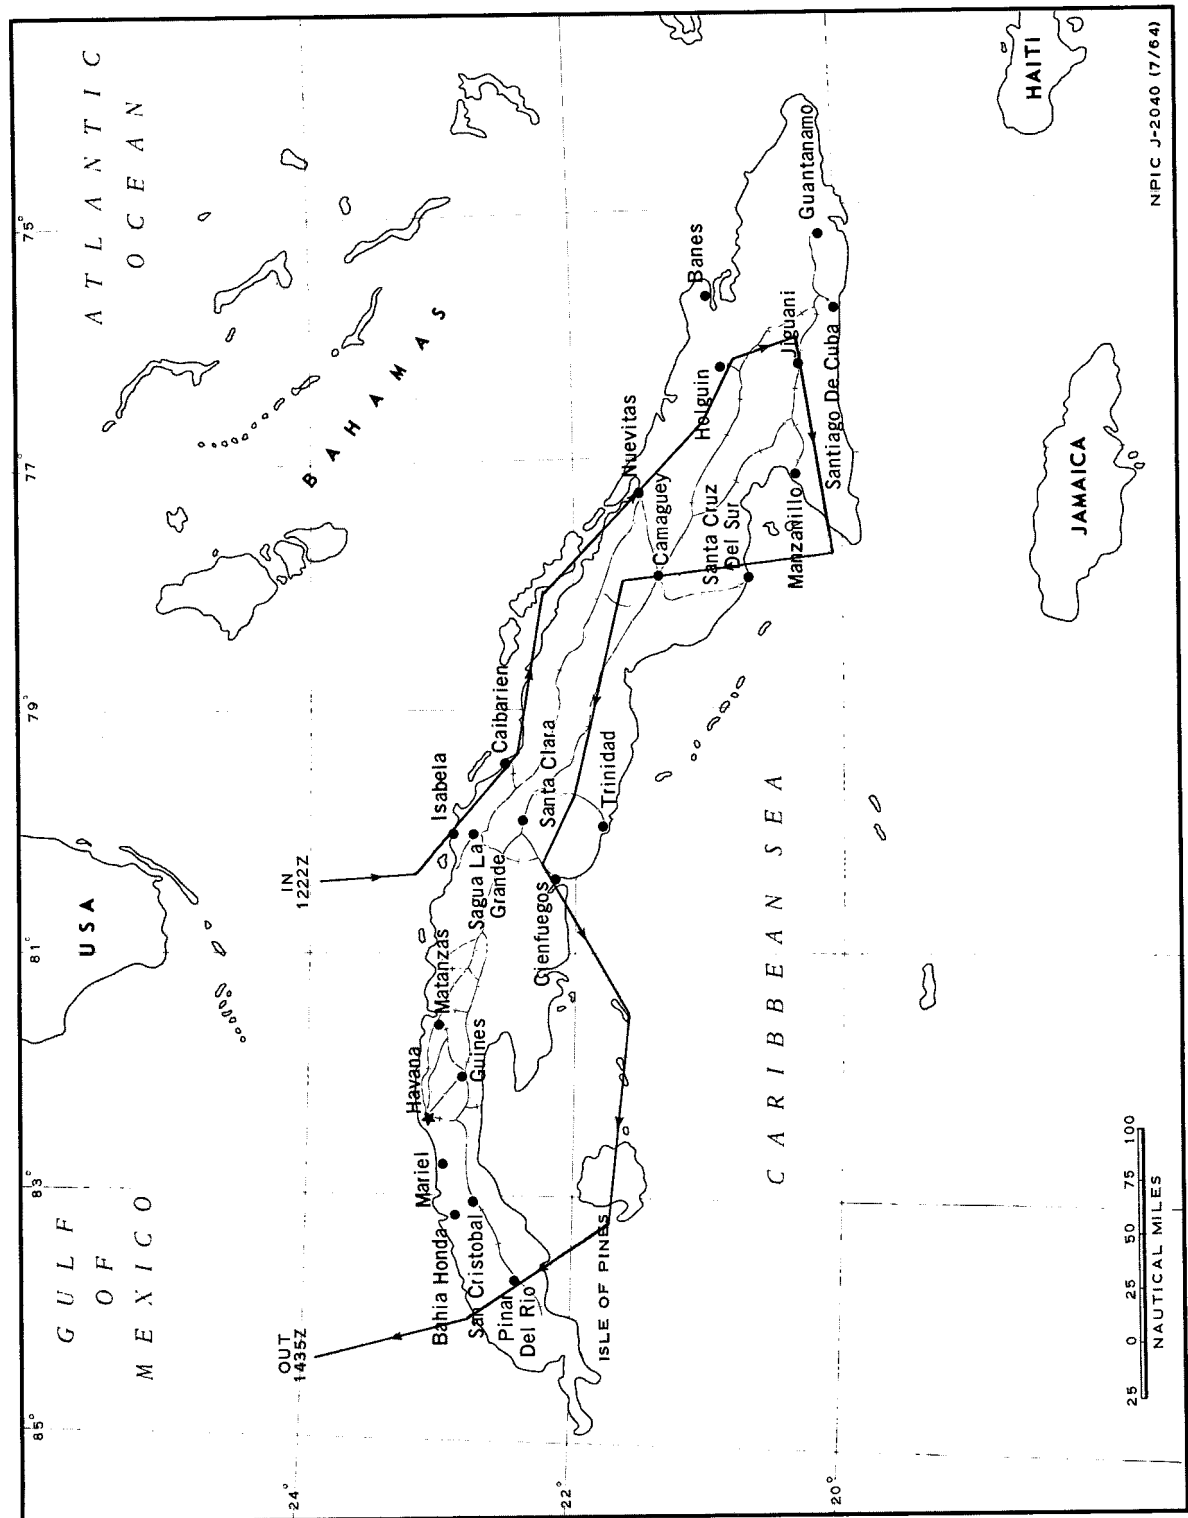 85°
83°
81°
79°
77°
75°
GULF
OF
MEXICO
USA
ATLANTIC
OCEAN
BAHAMAS
24°
22°
20°
OUT
1435Z
IN
1222Z
Bahia Honda
Mariel
Havana
Matanzas
Isabela
San Cristobal
Guines
Sagua La
Grande
Caibarien
Pinar
Del Rio
Santa Clara
Cienfuegos
Trinidad
Nuevitas
Camaguey
Holguin
Banes
Santa Cruz
Del Sur
Manzanillo
Jiguani
Santiago De Cuba
Guantanamo
ISLE OF PINES
CARIBBEAN SEA
JAMAICA
HAITI
25 0 25 50 75 100
NAUTICAL MILES
NPIC J-2040 (7/64)